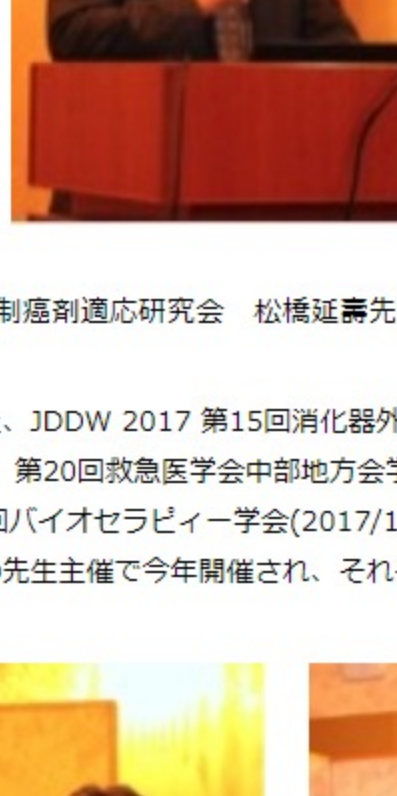 制癌剤適応研究会　松橋延壽先
、JDDW 2017 第15回消化器外
第20回救急医学会中部地方会学
回バイオセラピィー学会(2017/1
先生主催で今年開催され、それ